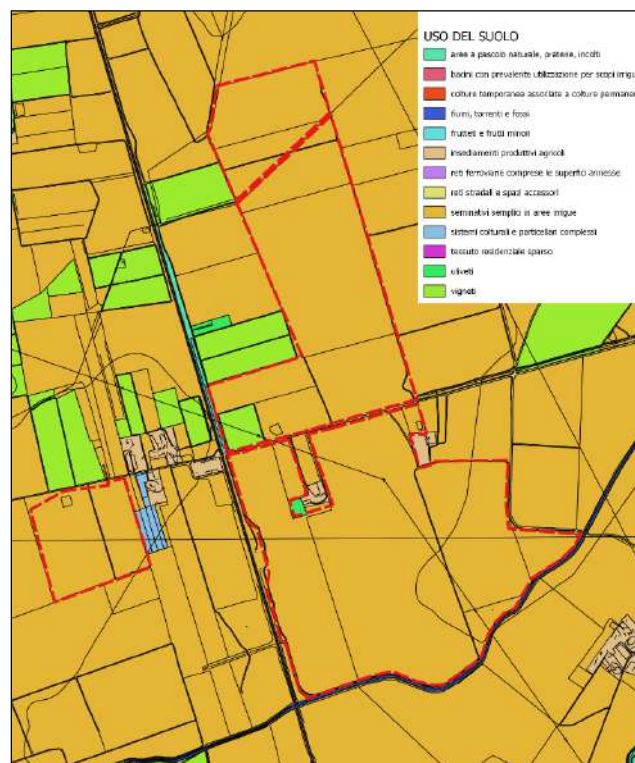 USO DEL SUOLO
aree a pascolo naturale, praterie, incolti
bacini con prevalente utilizzazione per scopi irrigu
colture temporanee associate a colture permane
fiumi, torrenti e fossi
frutteti e frutti minori
insediamenti produttivi agricoli
reti ferroviarie comprese le superfici annesse
reti stradali e spazi accessori
seminativi semplici in aree irrigue
sistemi colturali e particellari complessi
tessuto residenziale sparso
uliveti
vigneti